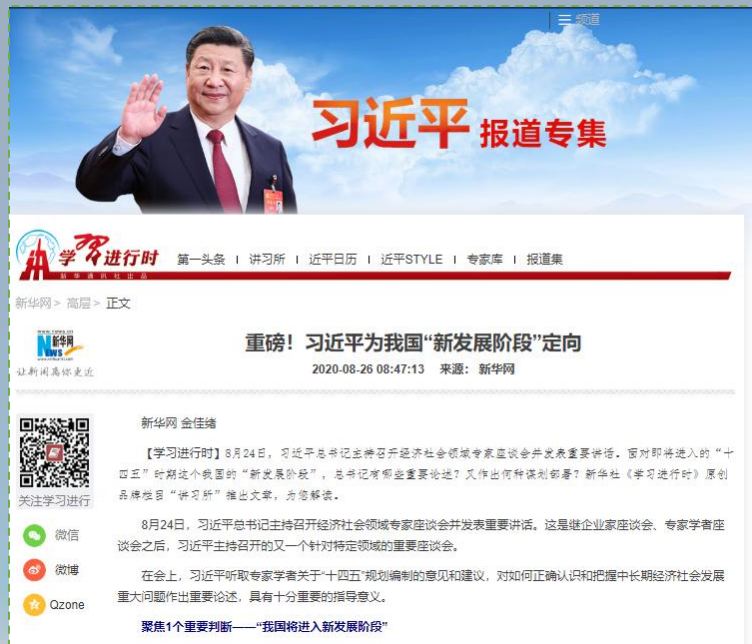 频道
习近平 报道专集
学习进行时
新华通讯社出品
第一头条 | 讲习所 | 近平日历 | 近平STYLE | 专家库 | 报道集
新华网> 高层> 正文
www.news.cn
新华网
NEWS
让新闻离你更近
重磅！习近平为我国“新发展阶段”定向
2020-08-26 08:47:13 来源： 新华网
新华网 金佳绪
【学习进行时】8月24日，习近平总书记主持召开经济社会领域专家座谈会并发表重要讲话。面对即将进入的“十
四五”时期这个我国的“新发展阶段”，总书记有哪些重要论述？又作出何种谋划部署？新华社《学习进行时》原创
品牌栏目“讲习所”推出文章，为您解读。
关注学习进行
8月24日，习近平总书记主持召开经济社会领域专家座谈会并发表重要讲话。这是继企业家座谈会、专家学者座
谈会之后，习近平主持召开的又一个针对特定领域的重要座谈会。
微信
微博
Qzone
在会上，习近平听取专家学者关于“十四五”规划编制的意见和建议，对如何正确认识和把握中长期经济社会发展
重大问题作出重要论述，具有十分重要的指导意义。
聚焦1个重要判断——“我国将进入新发展阶段”